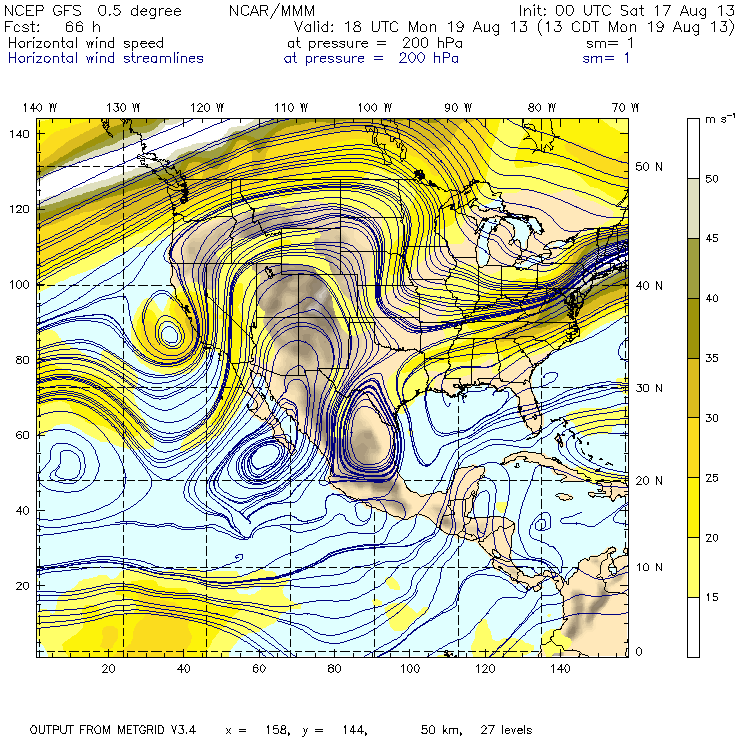 NCEP GFS 0.5 degree NCAR/MMM Init: 00 UTC Sat 17 Aug 13
Fcst: 66 h Valid: 18 UTC Mon 19 Aug 13 (13 CDT Mon 19 Aug 13)
Horizontal wind speed at pressure = 200 hPa sm= 1
Horizontal wind streamlines at pressure = 200 hPa sm= 1
140 W 130 W 120 W 110 W 100 W 90 W 80 W 70 W
m s-1
140
50 N
50
120
45
40 N
100
40
80
35
30 N
30
60
20 N
25
40
20
10 N
20
15
0
20 40 60 80 100 120 140
OUTPUT FROM METGRID V3.4 x = 158, y = 144, 50 km, 27 levels